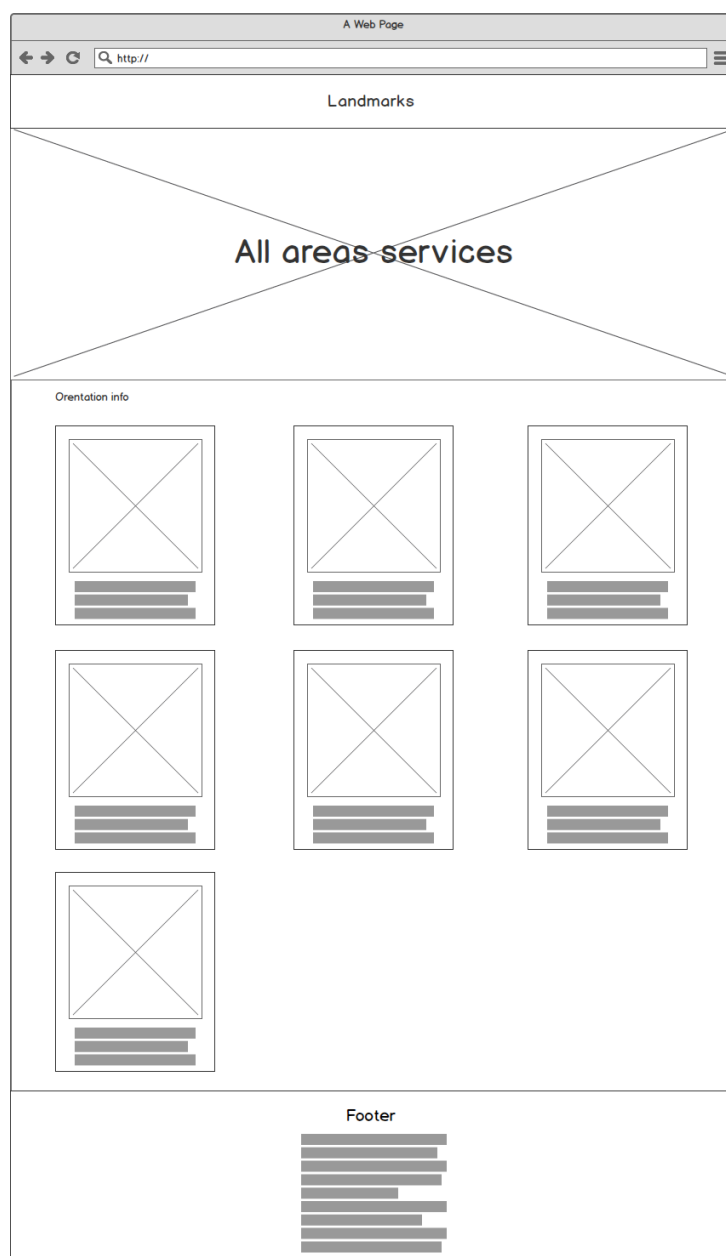 A Web Page
http://
Landmarks
All areas services
Orentation info
Footer